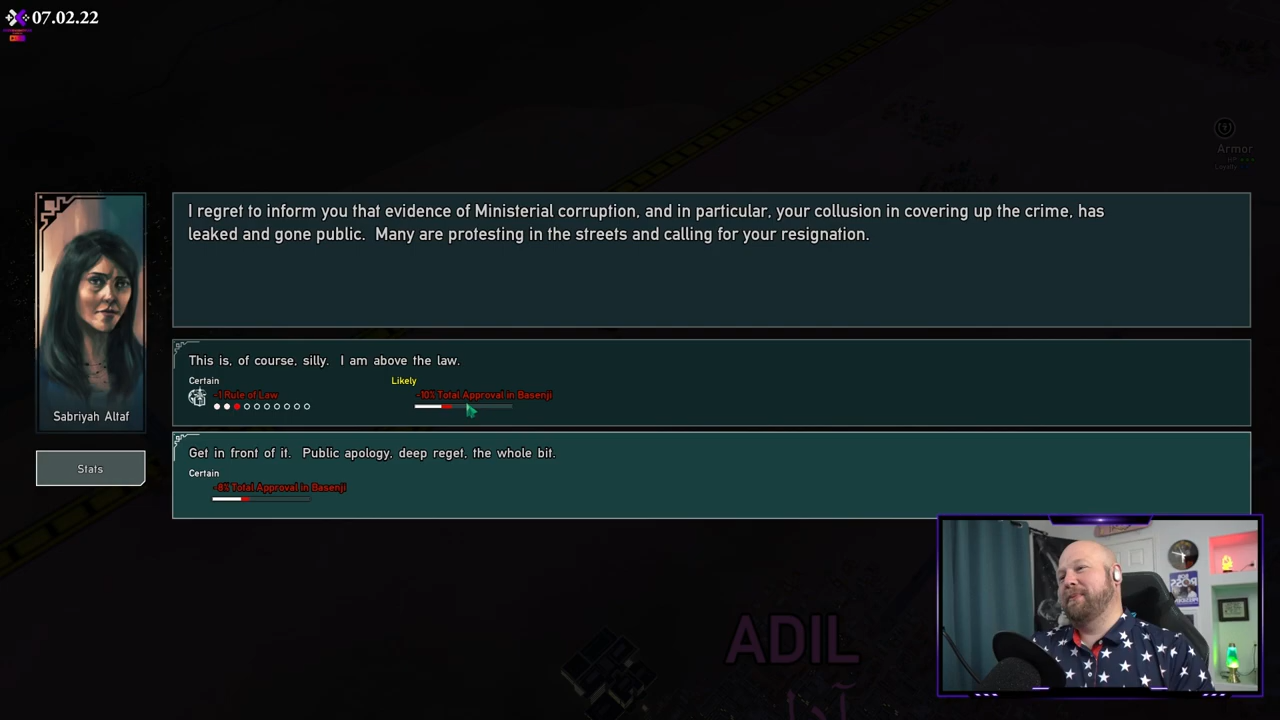 07.02.22
Armor
I regret to inform you that evidence of Ministerial corruption, and in particular, your collusion in covering up the crime, has
leaked and gone public. Many are protesting in the streets and calling for your resignation.
Sabriyah Altaf
Stats
This is, of course, silly. I am above the law.
Certain
Likely
-1 Rule of Law
-10% Total Approval in Basenji
Get in front of it. Public apology, deep reget, the whole bit.
Certain
-8% Total Approval in Basenji
ADIL